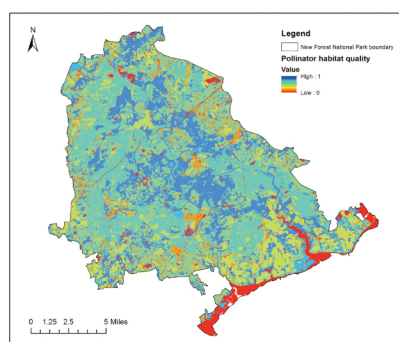 N
Legend
New Forest National Park boundary
Pollinator habitat quality
Value
High : 1
Low : 0
0 1.25 2.5 5 Miles